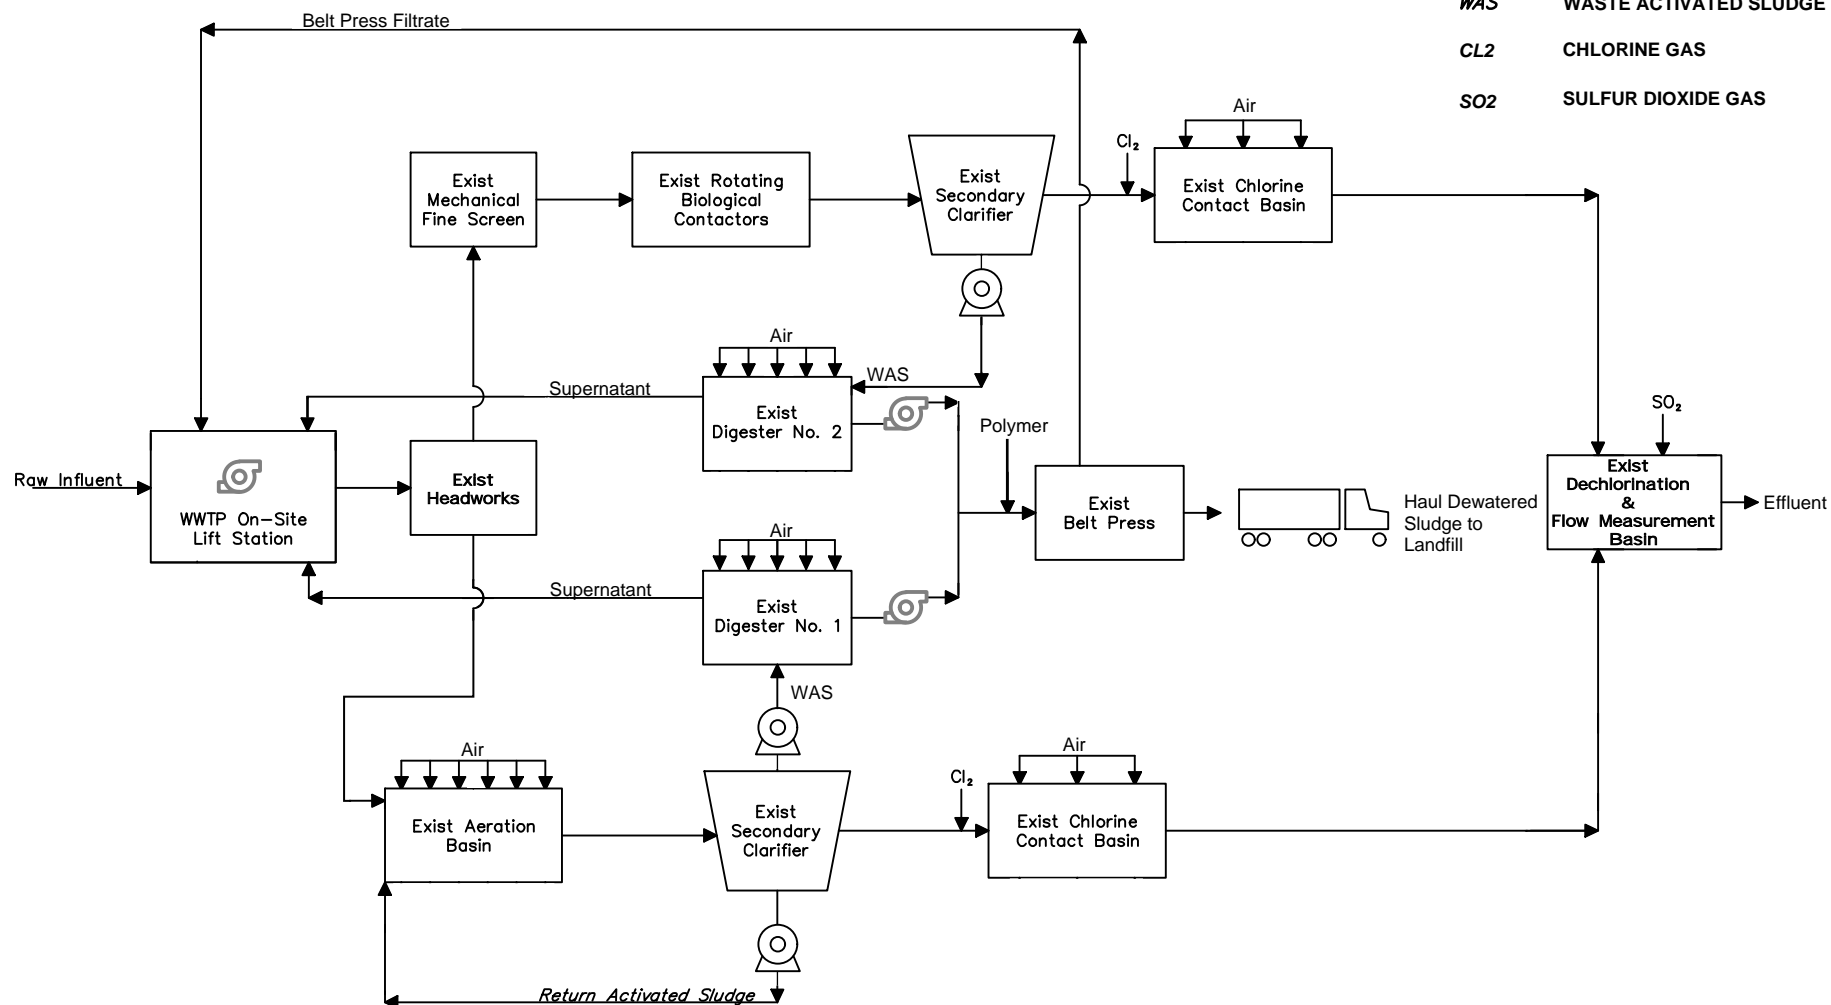 Belt Press Filtrate
WAS WASTE ACTIVATED SLUDGE
CL2 CHLORINE GAS
SO2 SULFUR DIOXIDE GAS
Air
Cl₂
Exist
Mechanical
Fine Screen
Exist Rotating
Biological
Contactors
Exist
Secondary
Clarifier
Exist Chlorine
Contact Basin
Air
WAS
Supernatant
Exist
Digester No. 2
SO₂
Polymer
Raw Influent
WWTP On-Site
Lift Station
Exist
Headworks
Exist
Belt Press
Haul Dewatered
Sludge to
Landfill
Exist
Dechlorination
&
Flow Measurement
Basin
Effluent
Air
Supernatant
Exist
Digester No. 1
WAS
Air
Air
Cl₂
Exist Aeration
Basin
Exist
Secondary
Clarifier
Exist Chlorine
Contact Basin
Return Activated Sludge